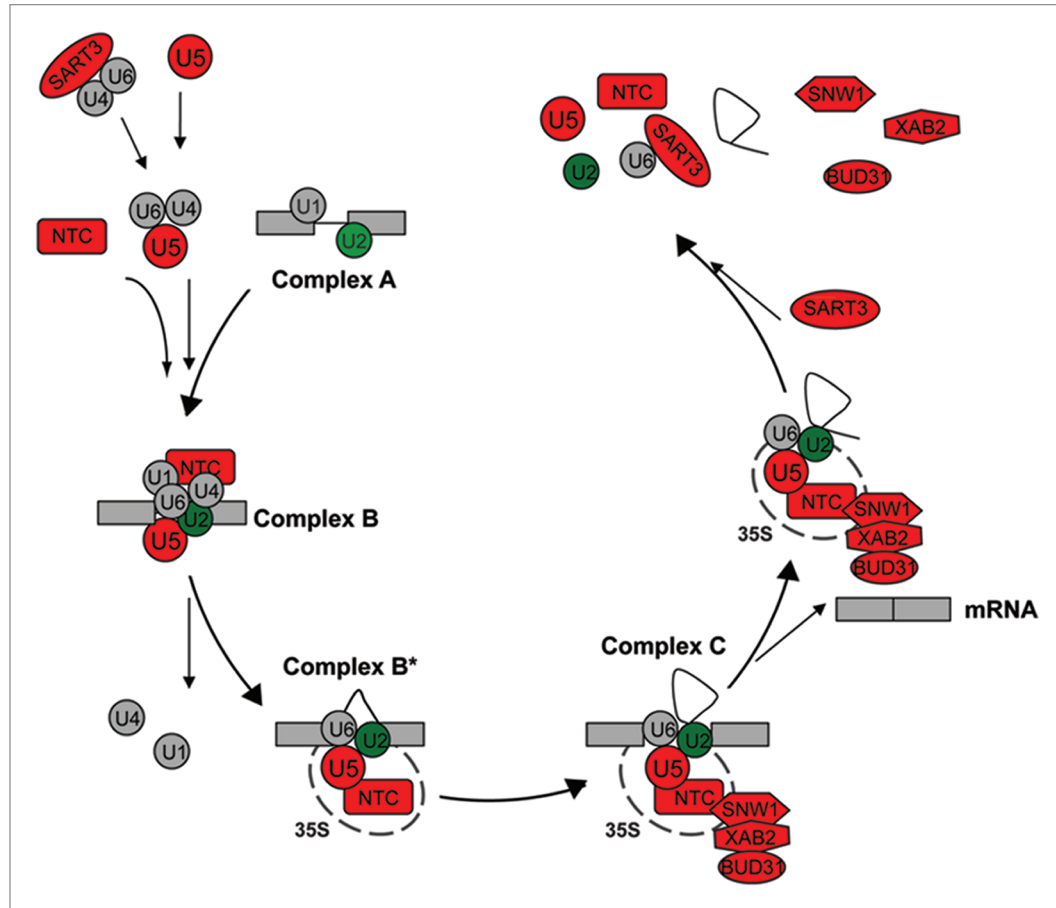 SART3
U6
U4
U5
U6
U4
NTC
U5
U1
U2
Complex A
U1
NTC
U6
U4
U2
U5
Complex B
U4
U1
Complex B*
U6
U2
U5
NTC
35S
Complex C
U6
U2
U5
NTC
SNW1
XAB2
BUD31
35S
mRNA
U6
U2
U5
NTC
SNW1
XAB2
BUD31
35S
SART3
NTC
U5
SART3
U6
U2
SNW1
XAB2
BUD31